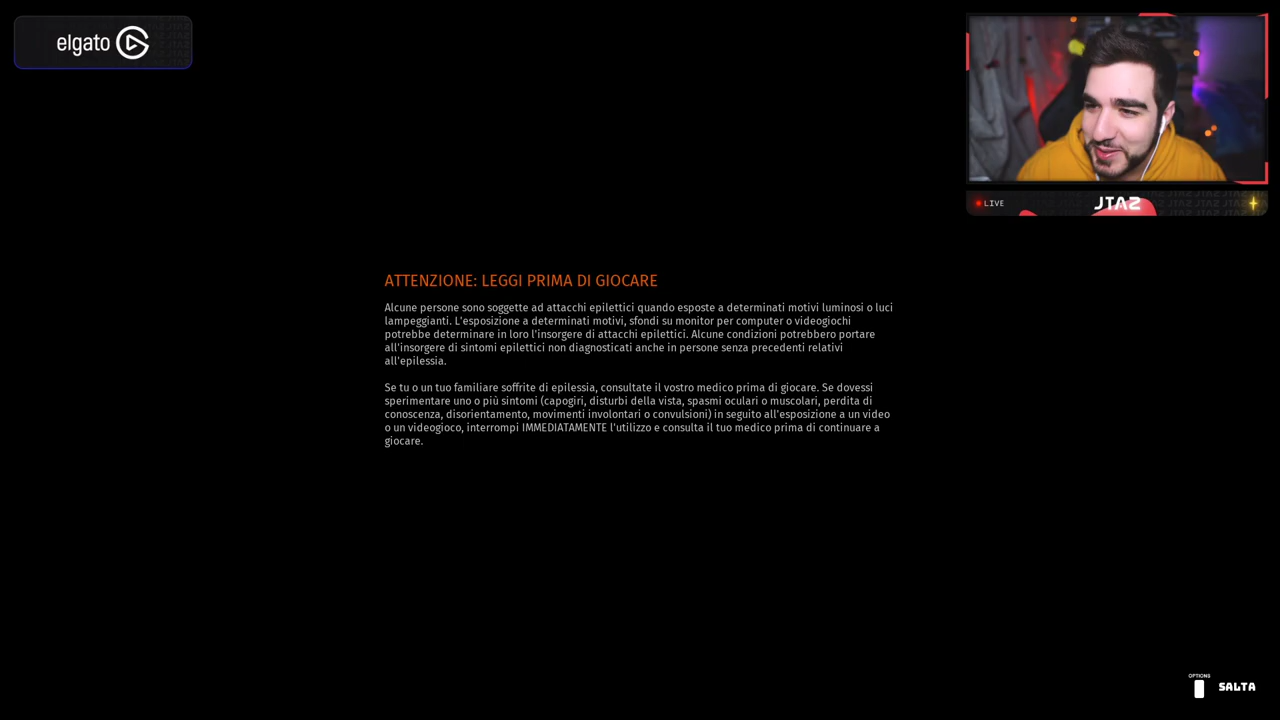 elgato
LIVE
JTAZ
ATTENZIONE: LEGGI PRIMA DI GIOCARE
Alcune persone sono soggette ad attacchi epilettici quando esposte a determinati motivi luminosi o luci
lampeggianti. L'esposizione a determinati motivi, sfondi su monitor per computer o videogiochi
potrebbe determinare in loro l'insorgere di attacchi epilettici. Alcune condizioni potrebbero portare
all'insorgere di sintomi epilettici non diagnosticati anche in persone senza precedenti relativi
all'epilessia.
Se tu o un tuo familiare soffrite di epilessia, consultate il vostro medico prima di giocare. Se dovessi
sperimentare uno o più sintomi (capogiri, disturbi della vista, spasmi oculari o muscolari, perdita di
conoscenza, disorientamento, movimenti involontari o convulsioni) in seguito all'esposizione a un video
o un videogioco, interrompi IMMEDIATAMENTE l'utilizzo e consulta il tuo medico prima di continuare a
giocare.
OPTIONS
SALTA